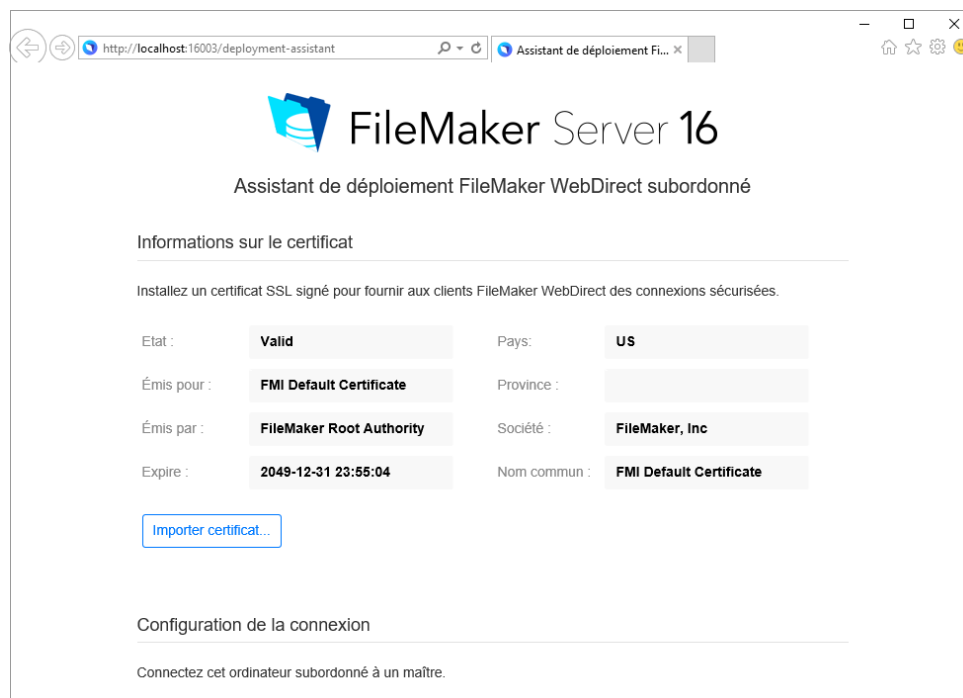 http://localhost:16003/deployment-assistant
Assistant de déploiement Fi...
FileMaker Server 16
Assistant de déploiement FileMaker WebDirect subordonné
Informations sur le certificat
Installez un certificat SSL signé pour fournir aux clients FileMaker WebDirect des connexions sécurisées.
Etat : Valid Pays: US
Émis pour : FMI Default Certificate Province :
Émis par : FileMaker Root Authority Société : FileMaker, Inc
Expire : 2049-12-31 23:55:04 Nom commun : FMI Default Certificate
Importer certificat...
Configuration de la connexion
Connectez cet ordinateur subordonné à un maître.